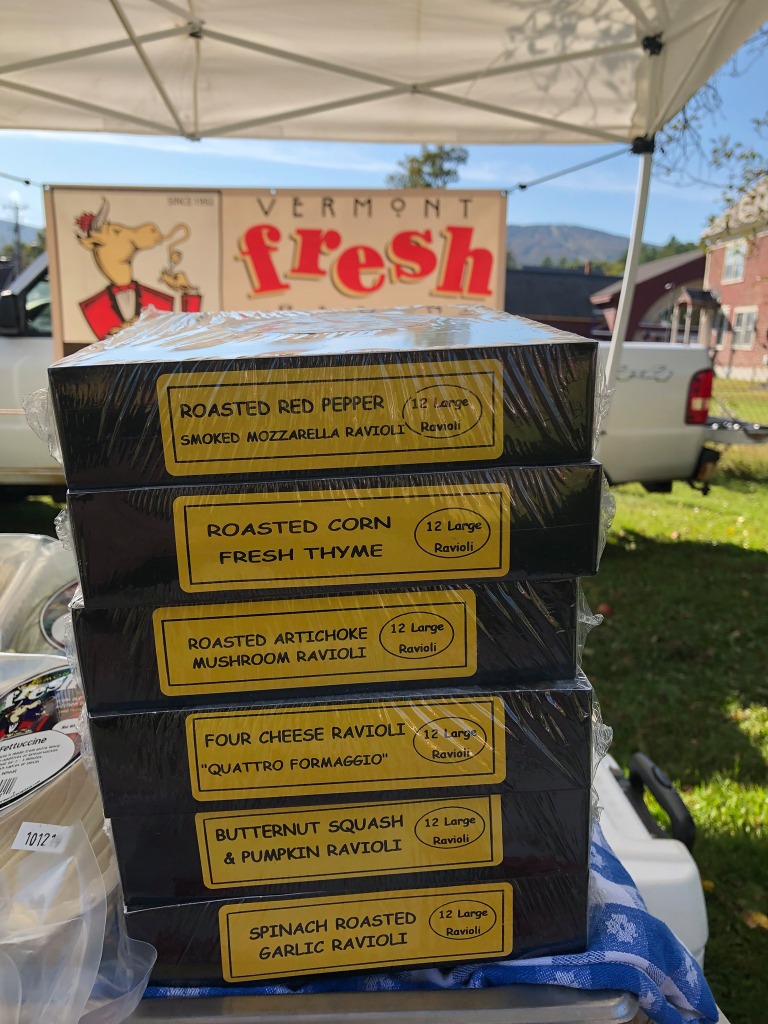 SINCE 1992
VERMONT
fresh
ROASTED RED PEPPER
SMOKED MOZZARELLA RAVIOLI
12 Large
Ravioli
ROASTED CORN
FRESH THYME
12 Large
Ravioli
ROASTED ARTICHOKE
MUSHROOM RAVIOLI
12 Large
Ravioli
FOUR CHEESE RAVIOLI
"QUATTRO FORMAGGIO"
12 Large
Ravioli
BUTTERNUT SQUASH
& PUMPKIN RAVIOLI
12 Large
Ravioli
SPINACH ROASTED
GARLIC RAVIOLI
12 Large
Ravioli
Fettuccine